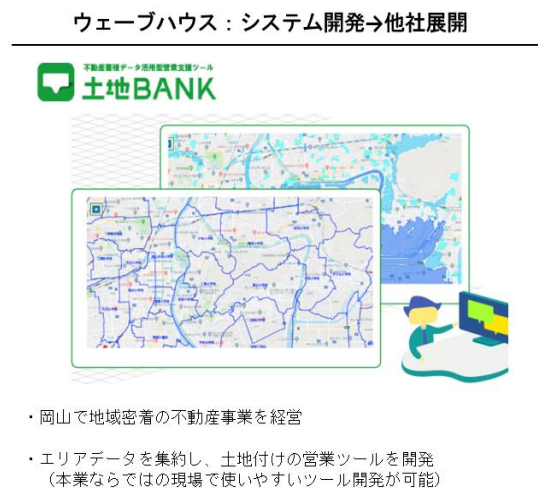 ウェーブハウス：システム開発→他社展開
不動産蓄積データ活用型営業支援ツール
土地BANK
・岡山で地域密着の不動産事業を経営
・エリアデータを集約し、土地付けの営業ツールを開発
（本業ならではの現場で使いやすいツール開発が可能）